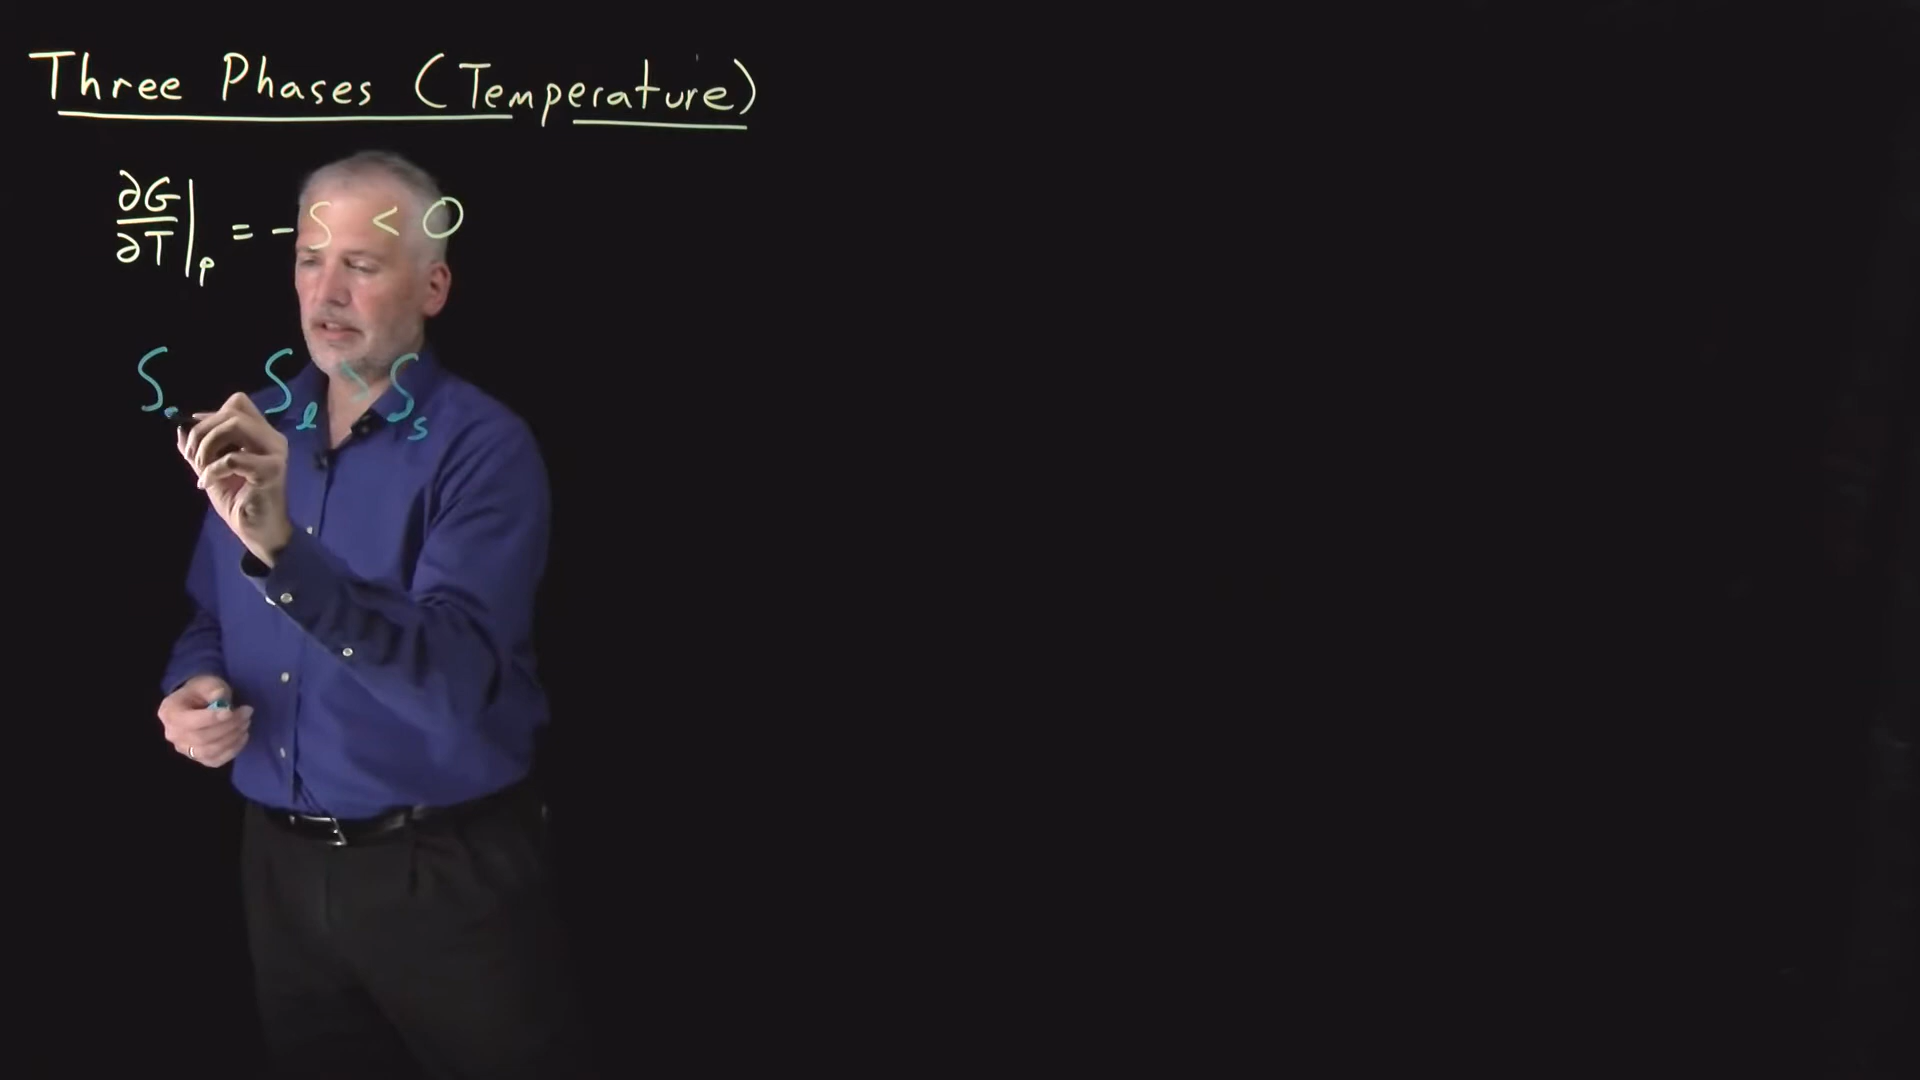 Three Phases (Temperature)
∂G/∂T|p = -S < 0
S Sℓ > Ss